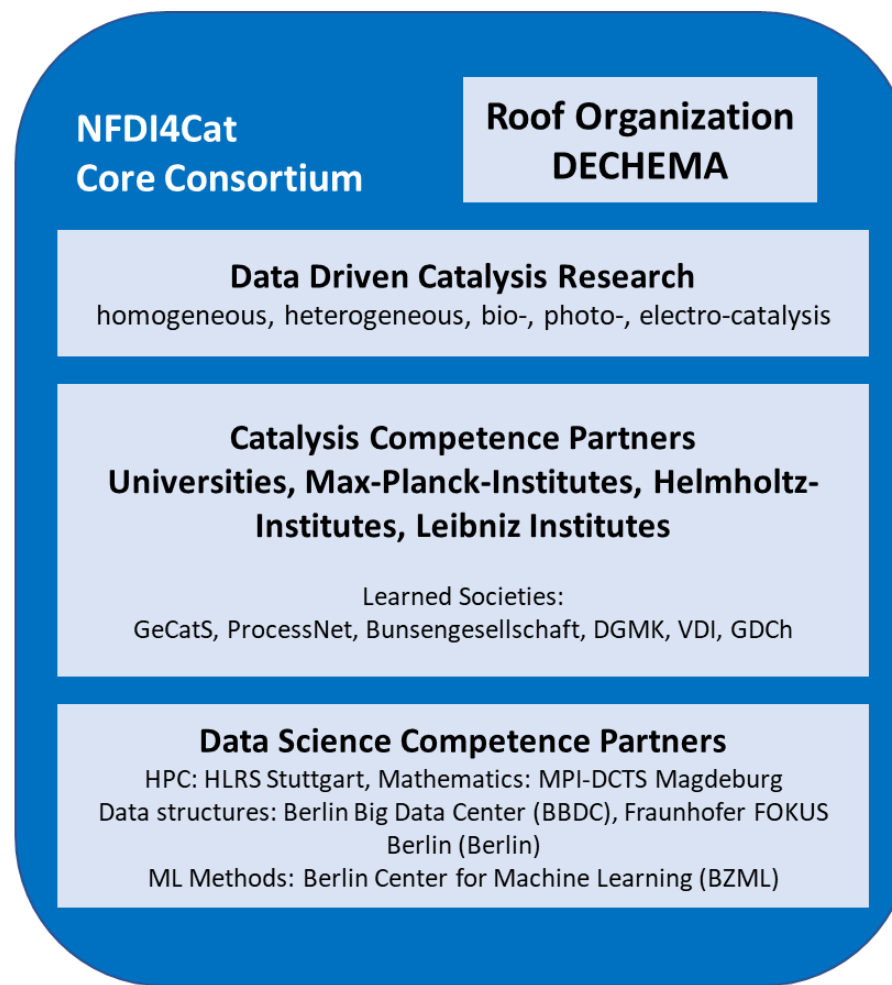 NFDI4Cat
Core Consortium
Roof Organization
DECHEMA
Data Driven Catalysis Research
homogeneous, heterogeneous, bio-, photo-, electro-catalysis
Catalysis Competence Partners
Universities, Max-Planck-Institutes, Helmholtz-
Institutes, Leibniz Institutes
Learned Societies:
GeCatS, ProcessNet, Bunsengesellschaft, DGMK, VDI, GDCh
Data Science Competence Partners
HPC: HLRS Stuttgart, Mathematics: MPI-DCTS Magdeburg
Data structures: Berlin Big Data Center (BBDC), Fraunhofer FOKUS
Berlin (Berlin)
ML Methods: Berlin Center for Machine Learning (BZML)